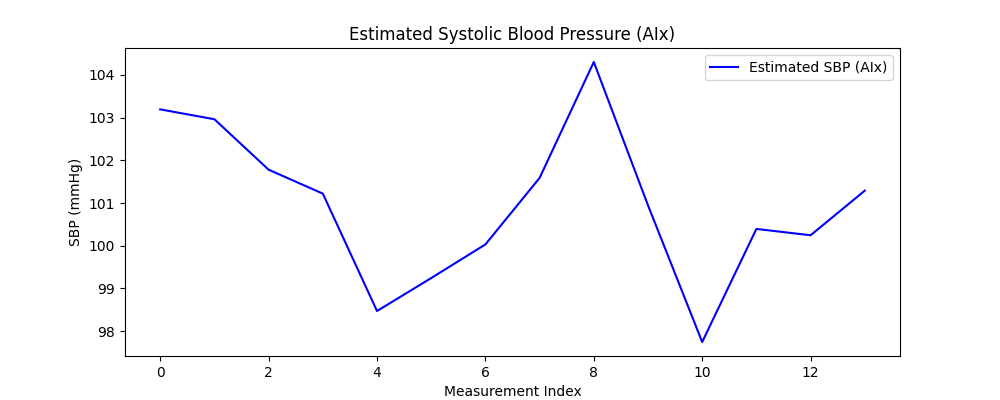 Estimated Systolic Blood Pressure (AIx)
Estimated SBP (AIx)
SBP (mmHg)
104
103
102
101
100
99
98
0 2 4 6 8 10 12
Measurement Index